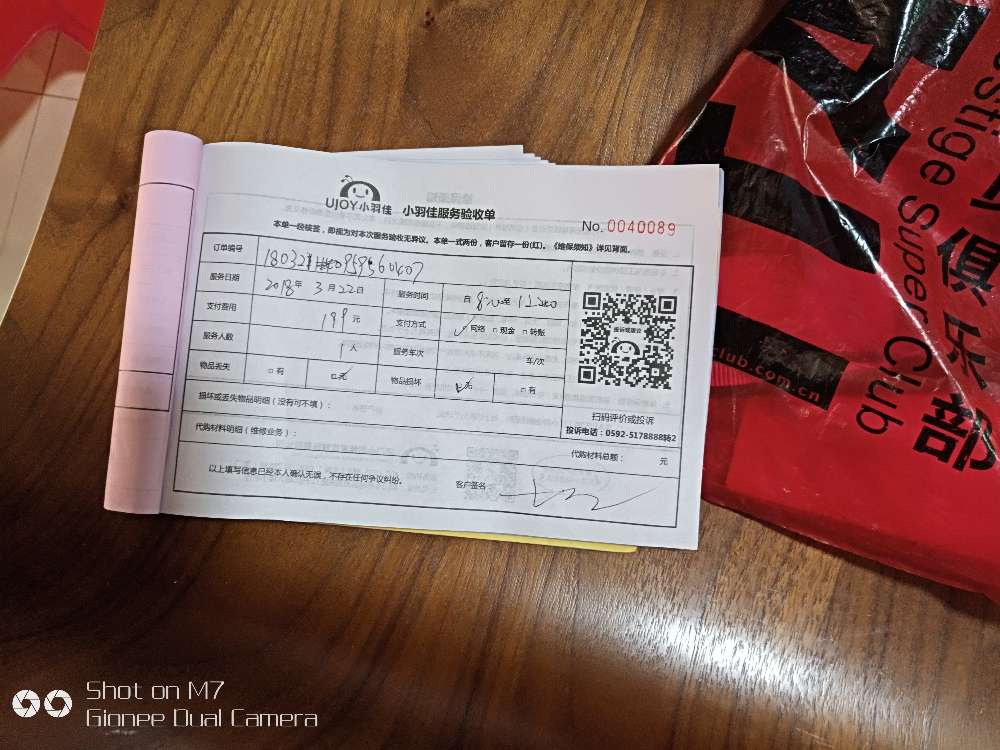 UJOY小羽佳 小羽佳服务验收单
No. 0040089
本单一经核签，即视为对本次服务验收无异议。本单一式两份，客户留存一份(红)。《维保须知》详见背面。
订单编号
服务日期 2018年 3月22日 服务时间 自 8:00 至
支付费用 199 元 支付方式 ✓网络 □现金 □转账
服务人数 1人 服务车次 车/次
物品丢失 □有 □无 物品损坏 □无 □有
损坏或丢失物品明细（没有可不填）：
扫码评价或投诉
投诉电话：0592-5178888转2
代购材料明细（维修业务）：
代购材料总额： 元
以上填写信息已经本人确认无误，不存在任何争议纠纷。 客户签名
stige Super Club
俱乐部
club.com.cn
Shot on M7
Gionee Dual Camera